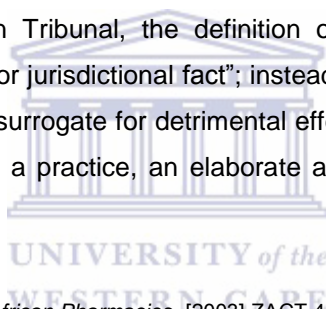 n Tribunal, the definition o
or jurisdictional fact”; instead
surrogate for detrimental effe
a practice, an elaborate a
UNIVERSITY of the
frican Pharmacies, [2003] ZACT 4
WESTERN CAPE